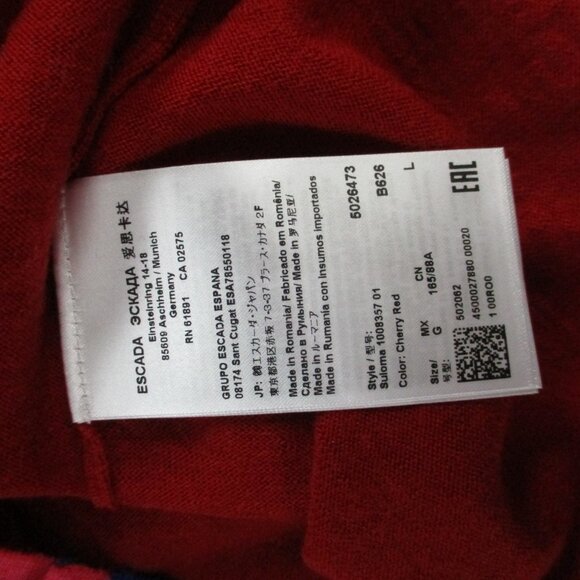 ESCADA ЭСКАДА 爱思卡达
Einsteinring 14-18
85609 Aschheim / Munich
Germany
RN 61891 CA 02575
GRUPO ESCADA ESPANA
08174 Sant Cugat ESA78550118
JP: ㈱エスカーダ・ジャパン
東京都港区赤坂 7-3-37 プラース・カナダ 2F
Made in Romania/ Fabricado em Romênia/
Сделано в Румыния/ Made in 罗马尼亚/
Made in ルーマニア
Made in Rumania con insumos importados
5026473
Style / 型号:
Suloma 1008357 01
B626
Color: Cherry Red
L
Size/ MX CN
号型: G 165/88A
EAC
502062
4500027880 00020
1 00RO0